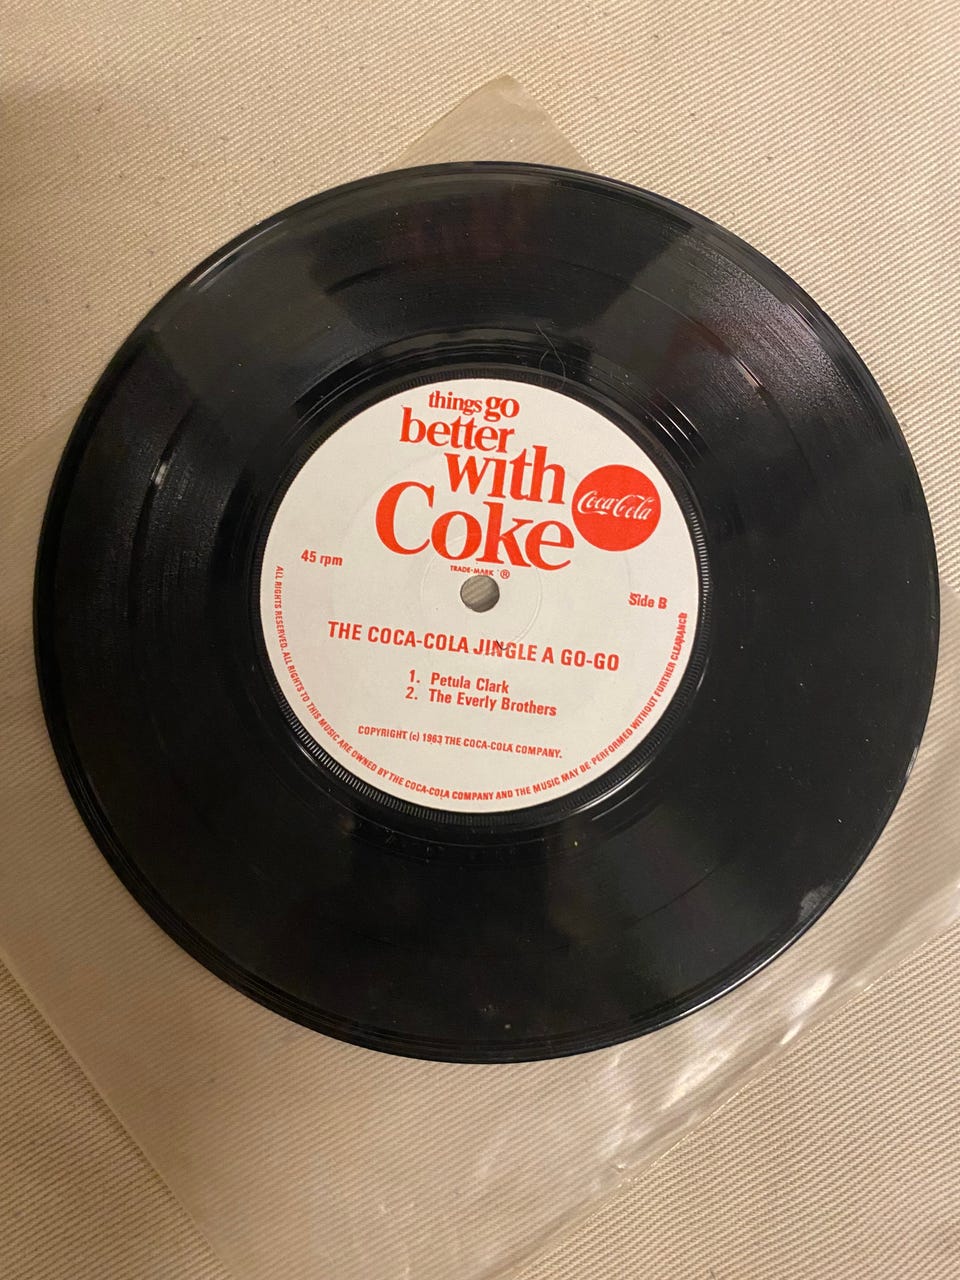 things go
better
with
Coke
TRADE-MARK ®
Coca-Cola
45 rpm
Side B
THE COCA-COLA JINGLE A GO-GO
1. Petula Clark
2. The Everly Brothers
COPYRIGHT (c) 1963 THE COCA-COLA COMPANY.
ALL RIGHTS RESERVED. ALL RIGHTS TO THIS MUSIC ARE OWNED BY THE COCA-COLA COMPANY AND THE MUSIC MAY BE PERFORMED WITHOUT FURTHER CLEARANCE